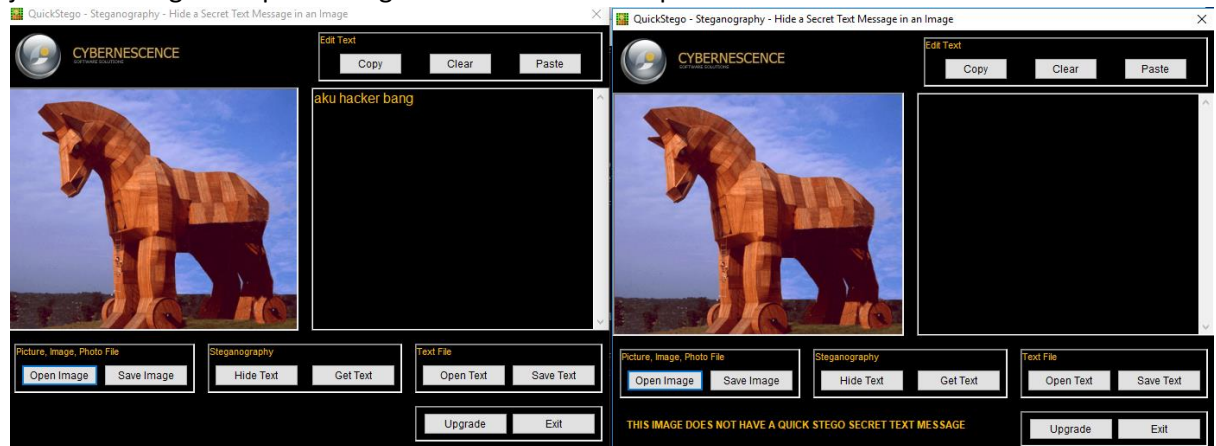 QuickStego - Steganography - Hide a Secret Text Message in an Image
CYBERNESCENCE
SOFTWARE SOLUTIONS
Edit Text
Copy Clear Paste
aku hacker bang
Picture, Image, Photo File
Open Image Save Image
Steganography
Hide Text Get Text
Text File
Open Text Save Text
Upgrade Exit
QuickStego - Steganography - Hide a Secret Text Message in an Image
CYBERNESCENCE
SOFTWARE SOLUTIONS
Edit Text
Copy Clear Paste
Picture, Image, Photo File
Open Image Save Image
Steganography
Hide Text Get Text
Text File
Open Text Save Text
THIS IMAGE DOES NOT HAVE A QUICK STEGO SECRET TEXT MESSAGE
Upgrade Exit